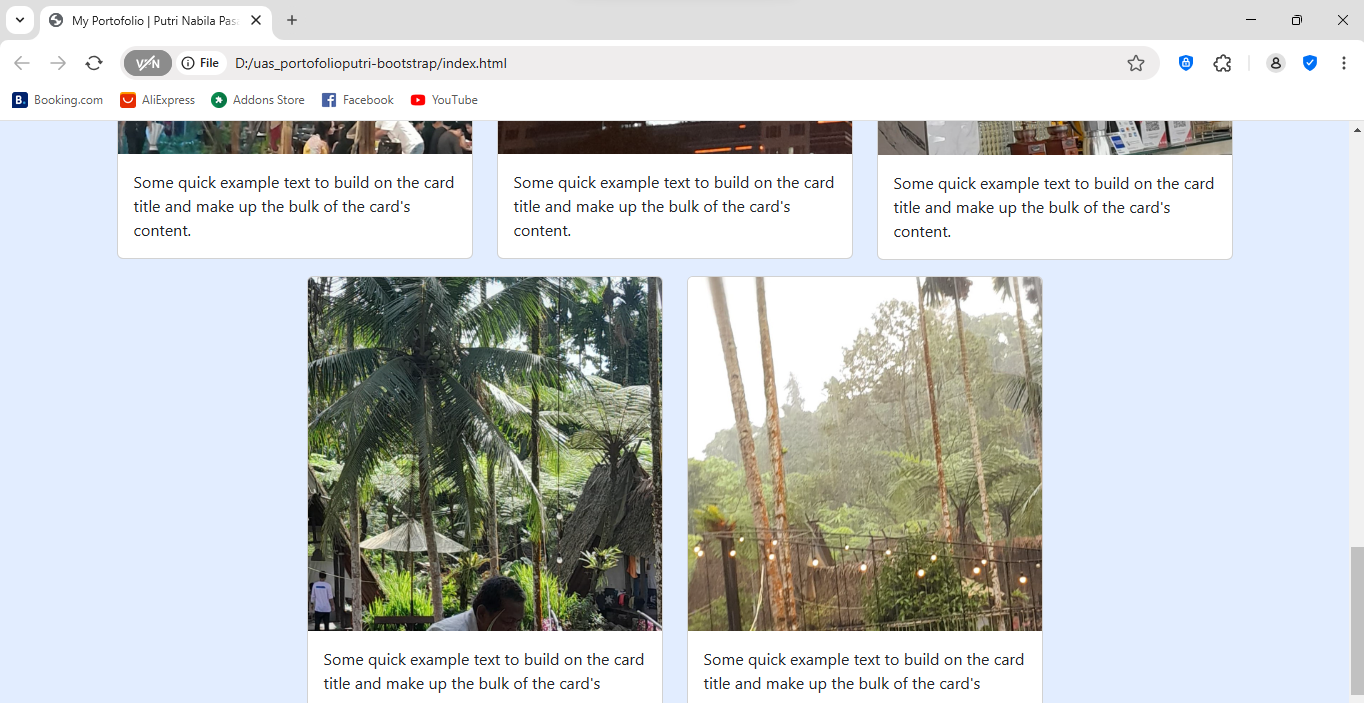 My Portofolio | Putri Nabila Pas
VPN
File
D:/uas_portofolioputri-bootstrap/index.html
B. Booking.com
AliExpress
Addons Store
Facebook
YouTube
Some quick example text to build on the card
title and make up the bulk of the card's
content.
Some quick example text to build on the card
title and make up the bulk of the card's
content.
Some quick example text to build on the card
title and make up the bulk of the card's
content.
Some quick example text to build on the card
title and make up the bulk of the card's
Some quick example text to build on the card
title and make up the bulk of the card's